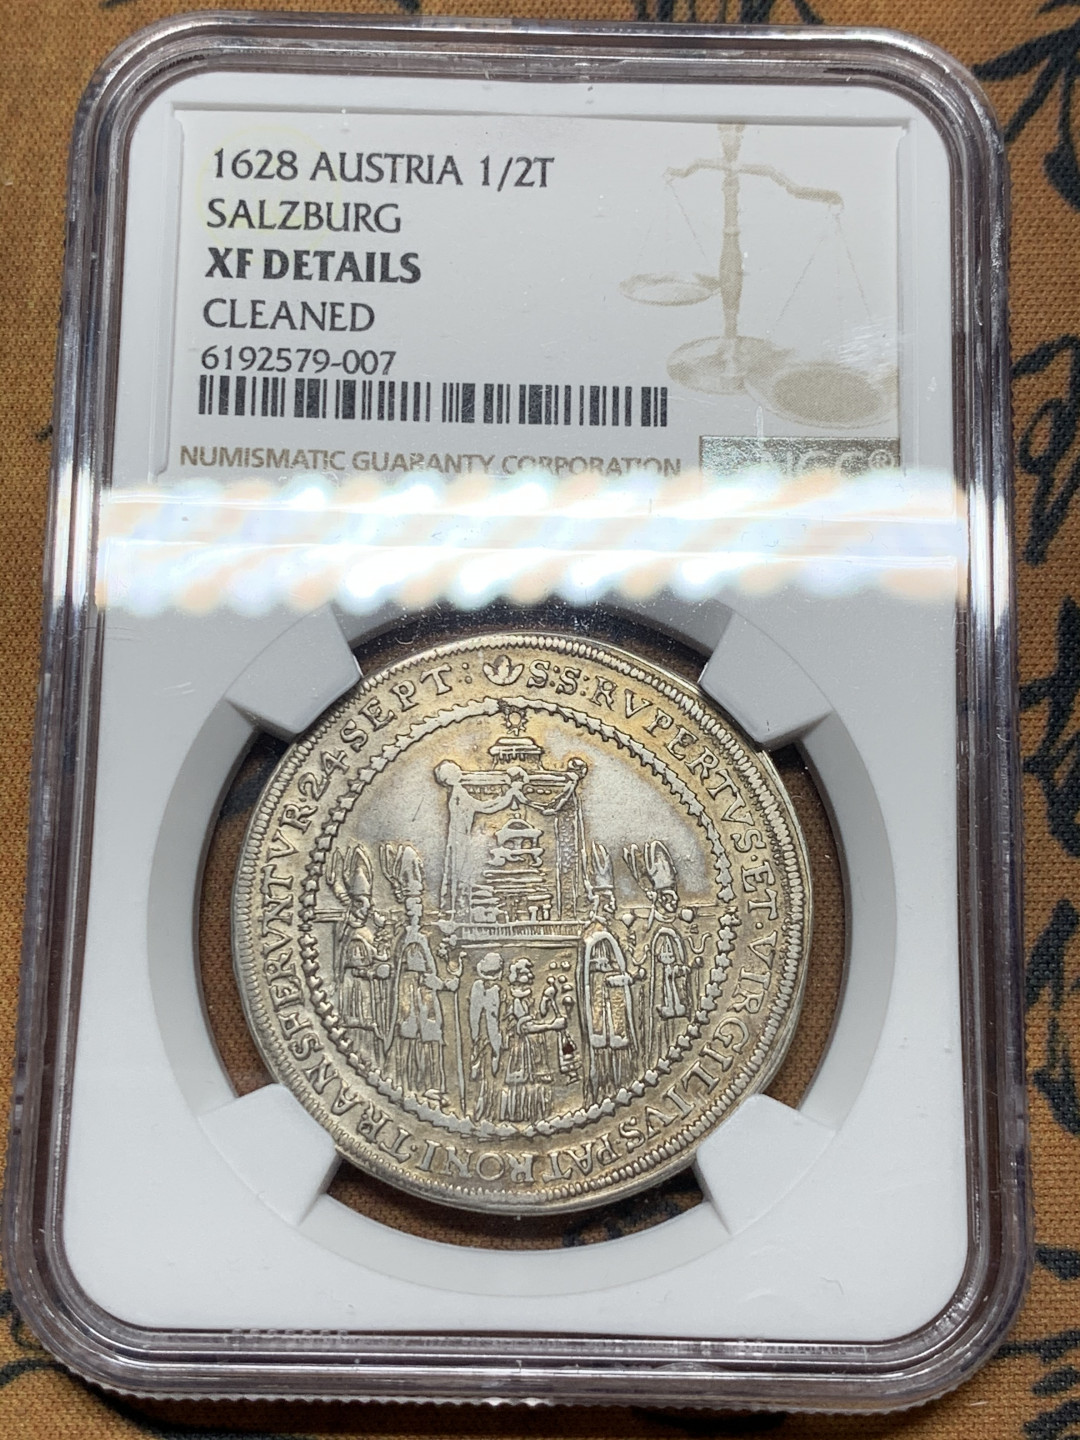 1628 AUSTRIA 1/2T
SALZBURG
XF DETAILS
CLEANED
6192579-007
NUMISMATIC GUARANTY CORPORATION
NGC®
S:S:RVPERTVS·ET·VIRGILIVS·PATRONI·TRANSFERVNTVR·24·SEPT: